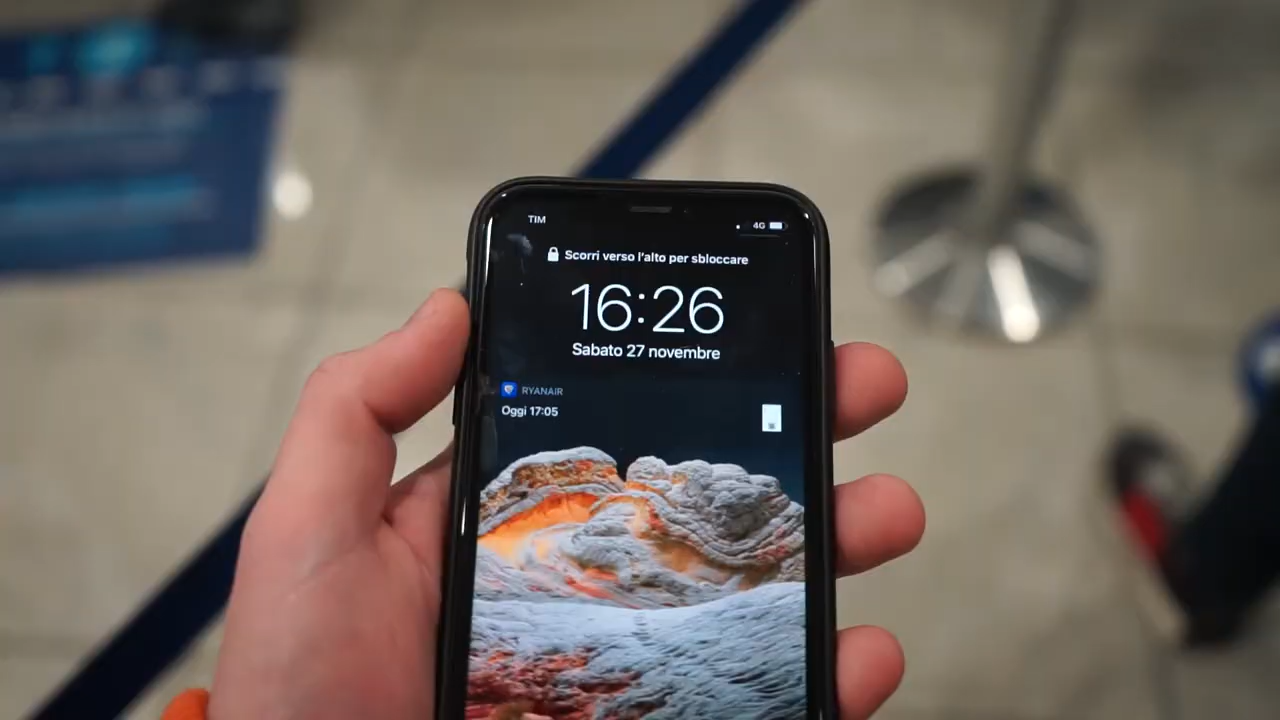 TIM
4G
Scorri verso l'alto per sbloccare
16:26
Sabato 27 novembre
RYANAIR
Oggi 17:05